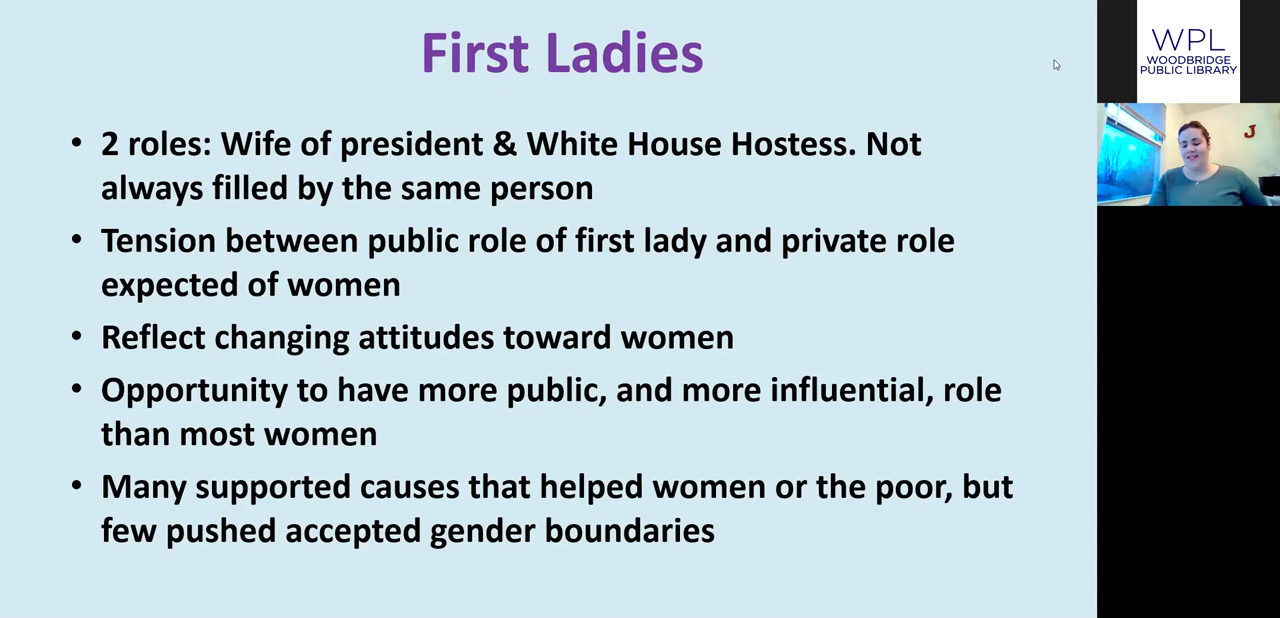 First Ladies
• 2 roles: Wife of president & White House Hostess. Not
always filled by the same person
• Tension between public role of first lady and private role
expected of women
• Reflect changing attitudes toward women
• Opportunity to have more public, and more influential, role
than most women
• Many supported causes that helped women or the poor, but
few pushed accepted gender boundaries
WPL
WOODBRIDGE
PUBLIC LIBRARY
J